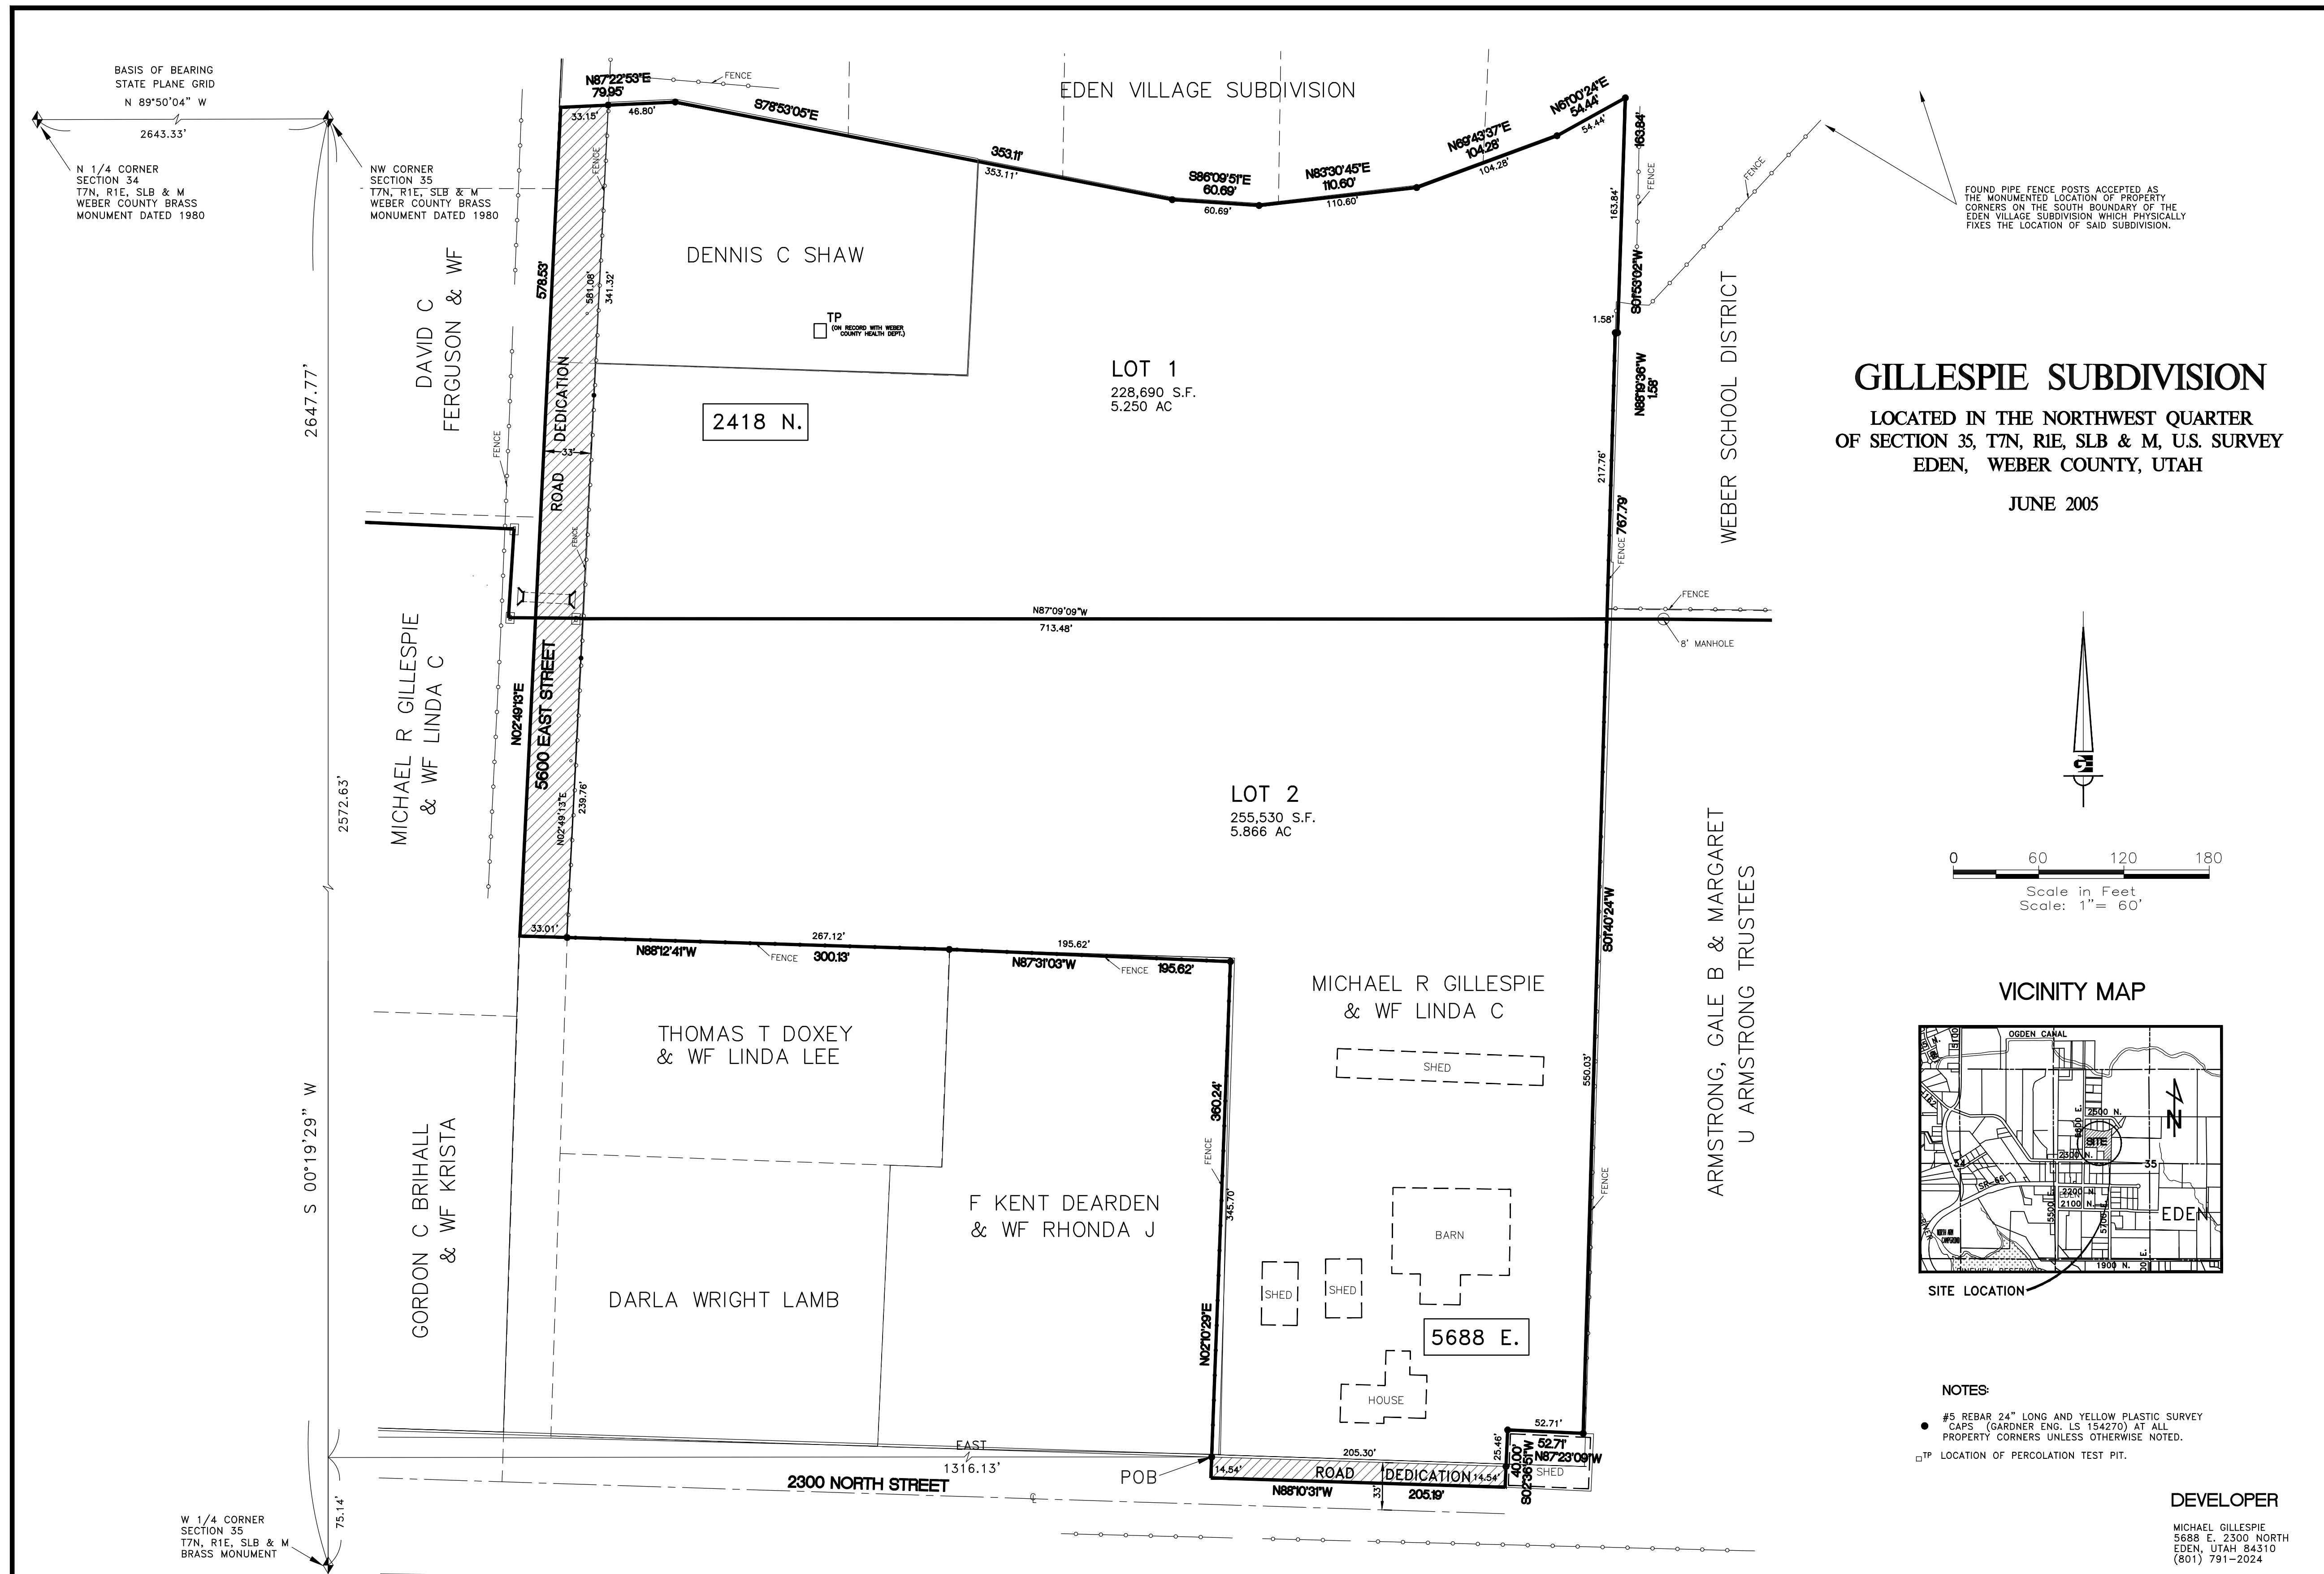 BASIS OF BEARING
STATE PLANE GRID
N 89°50'04" W
2643.33'
N 1/4 CORNER
SECTION 34
T7N, R1E, SLB & M
WEBER COUNTY BRASS
MONUMENT DATED 1980
NW CORNER
SECTION 35
T7N, R1E, SLB & M
WEBER COUNTY BRASS
MONUMENT DATED 1980
N87°22'53"E
79.95'
33.15'
46.80'
FENCE
S78°53'05"E
353.11'
353.11'
EDEN VILLAGE SUBDIVISION
S86°09'51"E
60.69'
60.69'
N83°30'45"E
110.60'
110.60'
N69°43'37"E
104.28'
104.28'
N61°00'24"E
54.44'
54.44'
163.84'
163.84'
FENCE
FENCE
FOUND PIPE FENCE POSTS ACCEPTED AS
THE MONUMENTED LOCATION OF PROPERTY
CORNERS ON THE SOUTH BOUNDARY OF THE
EDEN VILLAGE SUBDIVISION WHICH PHYSICALLY
FIXES THE LOCATION OF SAID SUBDIVISION.
FENCE
DENNIS C SHAW
TP
(ON RECORD WITH WEBER
COUNTY HEALTH DEPT.)
578.53'
581.08'
341.32'
DAVID C
FERGUSON & WF
2647.77'
S01°53'02"W
1.58'
N88°19'36"W
1.58'
WEBER SCHOOL DISTRICT
LOT 1
228,690 S.F.
5.250 AC
2418 N.
ROAD DEDICATION
33'
FENCE
FENCE
217.76'
767.79'
FENCE
GILLESPIE SUBDIVISION
LOCATED IN THE NORTHWEST QUARTER
OF SECTION 35, T7N, R1E, SLB & M, U.S. SURVEY
EDEN, WEBER COUNTY, UTAH
JUNE 2005
N87°09'09"W
713.48'
FENCE
8' MANHOLE
MICHAEL R GILLESPIE
& WF LINDA C
2572.63'
N02°49'13"E
5600 EAST STREET
N02°49'13"E
239.76'
LOT 2
255,530 S.F.
5.866 AC
0 60 120 180
Scale in Feet
Scale: 1"= 60'
33.01'
267.12'
N88°12'41"W
FENCE
300.13'
195.62'
N87°31'03"W
FENCE
195.62'
S01°40'24"W
ARMSTRONG, GALE B & MARGARET
U ARMSTRONG TRUSTEES
MICHAEL R GILLESPIE
& WF LINDA C
SHED
THOMAS T DOXEY
& WF LINDA LEE
360.24'
FENCE
345.70'
550.03'
FENCE
S 00°19'29" W
GORDON C BRIHALL
& WF KRISTA
F KENT DEARDEN
& WF RHONDA J
BARN
SHED
SHED
DARLA WRIGHT LAMB
N02°10'29"E
5688 E.
HOUSE
52.71'
25.46'
40.00'
S02°36'51"W
52.71'
N87°23'09"W
SHED
EAST
1316.13'
POB
205.30'
14.54'
ROAD DEDICATION
14.54'
33'
N88°10'31"W
205.19'
2300 NORTH STREET
75.14'
W 1/4 CORNER
SECTION 35
T7N, R1E, SLB & M
BRASS MONUMENT
VICINITY MAP
OGDEN CANAL
5100
2500 N.
SITE
2300 N.
34
35
SR-66
2200 N.
EDEN
2100 N.
5500 E.
5700 E.
EDEN
N
1900 N.
SITE LOCATION
NOTES:
#5 REBAR 24" LONG AND YELLOW PLASTIC SURVEY
CAPS (GARDNER ENG. LS 154270) AT ALL
PROPERTY CORNERS UNLESS OTHERWISE NOTED.
TP LOCATION OF PERCOLATION TEST PIT.
DEVELOPER
MICHAEL GILLESPIE
5688 E. 2300 NORTH
EDEN, UTAH 84310
(801) 791-2024